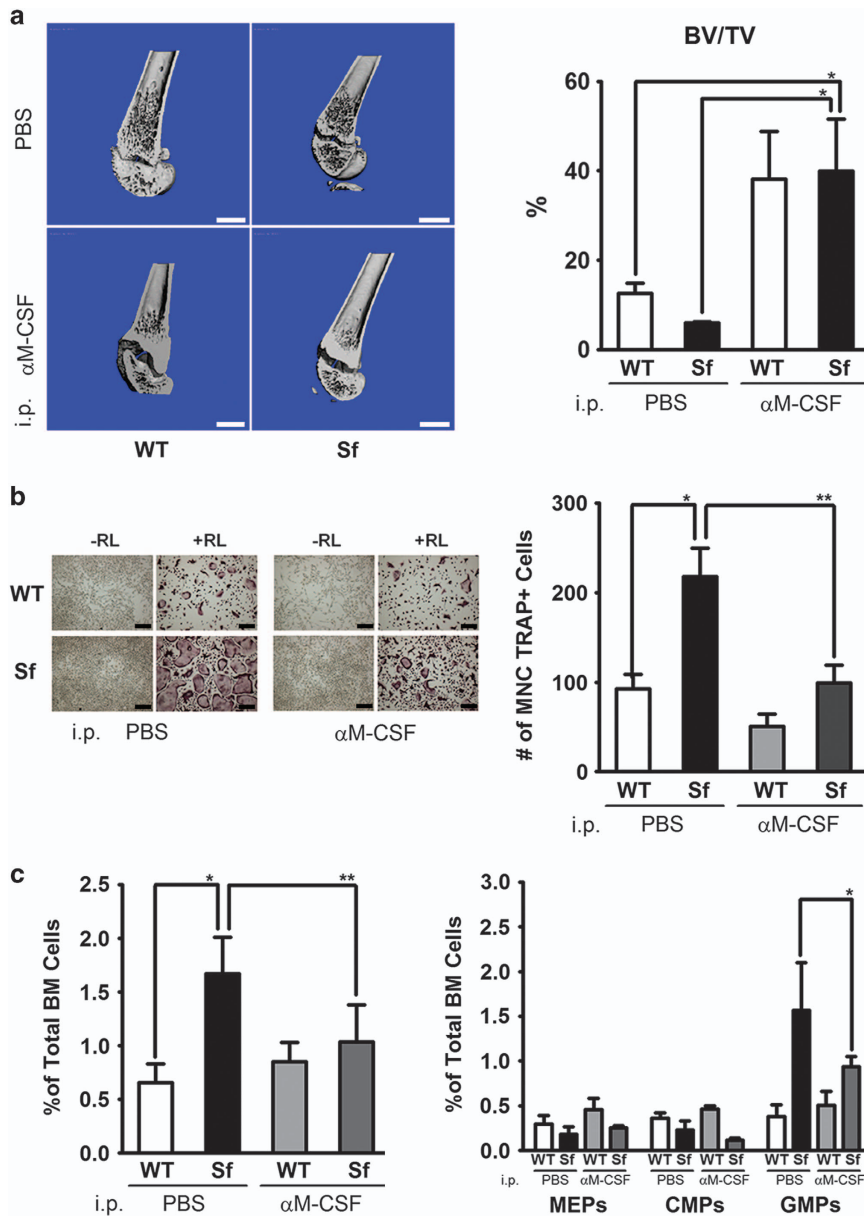 a
PBS
i.p. αM-CSF
WT Sf
BV/TV
%
60
40
20
0
*
*
WT Sf WT Sf
i.p. PBS αM-CSF
b
-RL +RL -RL +RL
WT
Sf
i.p. PBS αM-CSF
# of MNC TRAP+ Cells
300
200
100
0
* **
WT Sf WT Sf
i.p. PBS αM-CSF
c
%of Total BM Cells
2.5
2.0
1.5
1.0
0.5
0.0
* **
WT Sf WT Sf
i.p. PBS αM-CSF
%of Total BM Cells
3.0
2.5
2.0
1.5
1.0
0.5
0.0
*
WT Sf WT Sf WT Sf WT Sf WT Sf WT Sf
i.p. PBS αM-CSF PBS αM-CSF PBS αM-CSF
MEPs CMPs GMPs